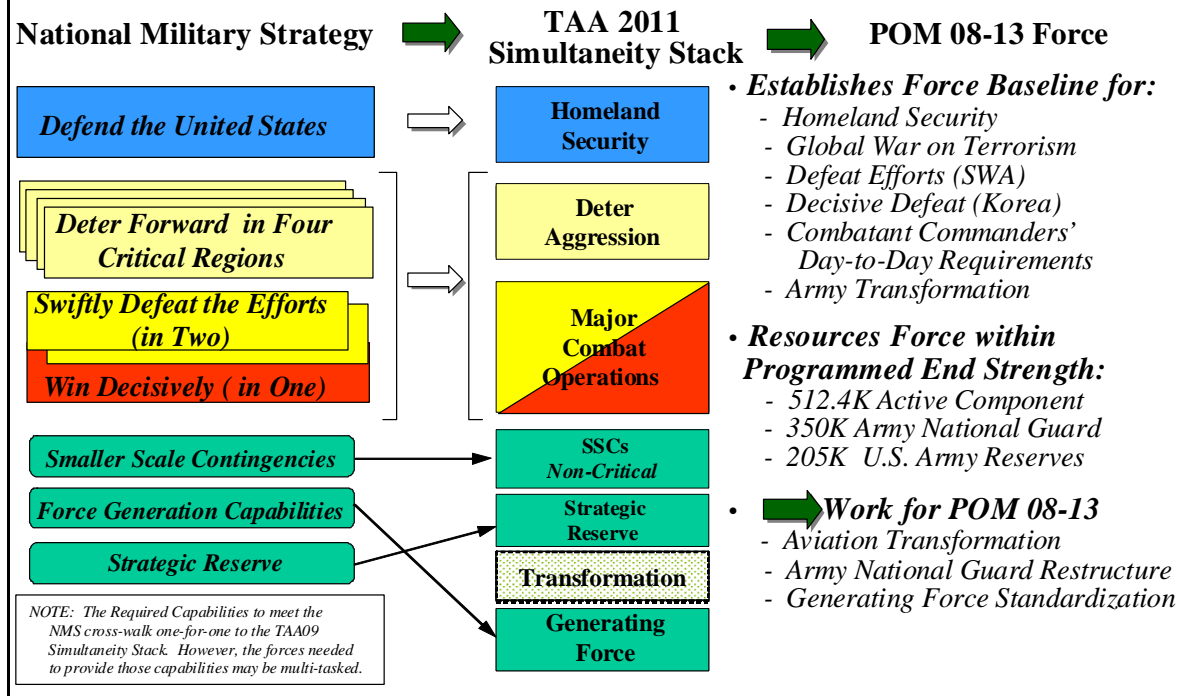 National Military Strategy
TAA 2011
Simultaneity Stack
POM 08-13 Force
Defend the United States
Deter Forward in Four
Critical Regions
Swiftly Defeat the Efforts
(in Two)
Win Decisively ( in One)
Smaller Scale Contingencies
Force Generation Capabilities
Strategic Reserve
NOTE: The Required Capabilities to meet the
NMS cross-walk one-for-one to the TAA09
Simultaneity Stack. However, the forces needed
to provide those capabilities may be multi-tasked.
Homeland
Security
Deter
Aggression
Major
Combat
Operations
SSCs
Non-Critical
Strategic
Reserve
Transformation
Generating
Force
• Establishes Force Baseline for:
- Homeland Security
- Global War on Terrorism
- Defeat Efforts (SWA)
- Decisive Defeat (Korea)
- Combatant Commanders’
Day-to-Day Requirements
- Army Transformation
• Resources Force within
Programmed End Strength:
- 512.4K Active Component
- 350K Army National Guard
- 205K U.S. Army Reserves
• Work for POM 08-13
- Aviation Transformation
- Army National Guard Restructure
- Generating Force Standardization